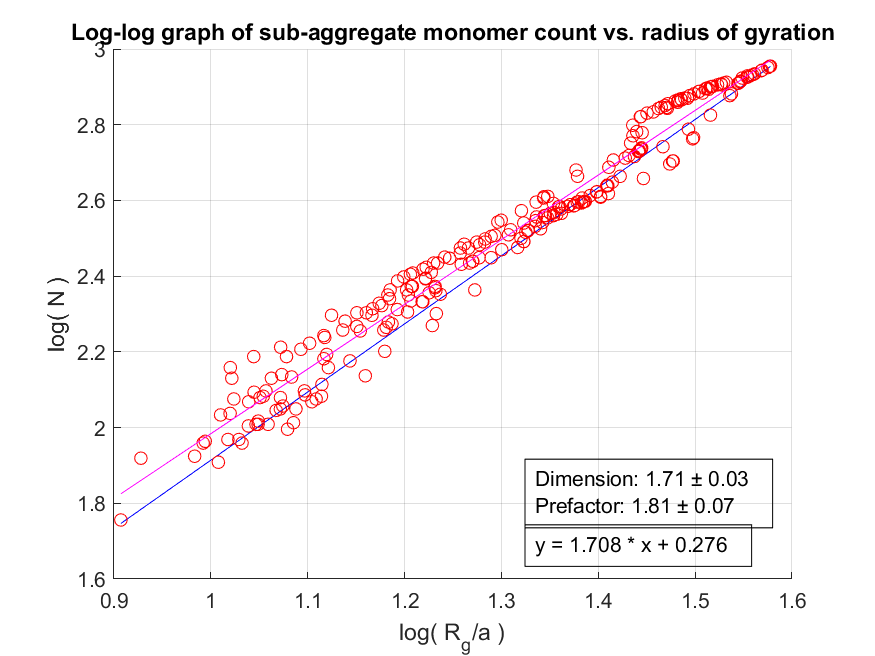 Log-log graph of sub-aggregate monomer count vs. radius of gyration
3
2.8
2.6
2.4
2.2
2
1.8
1.6
log( N )
Dimension: 1.71 ± 0.03
Prefactor: 1.81 ± 0.07
y = 1.708 * x + 0.276
0.9 1 1.1 1.2 1.3 1.4 1.5 1.6
log( R_g/a )